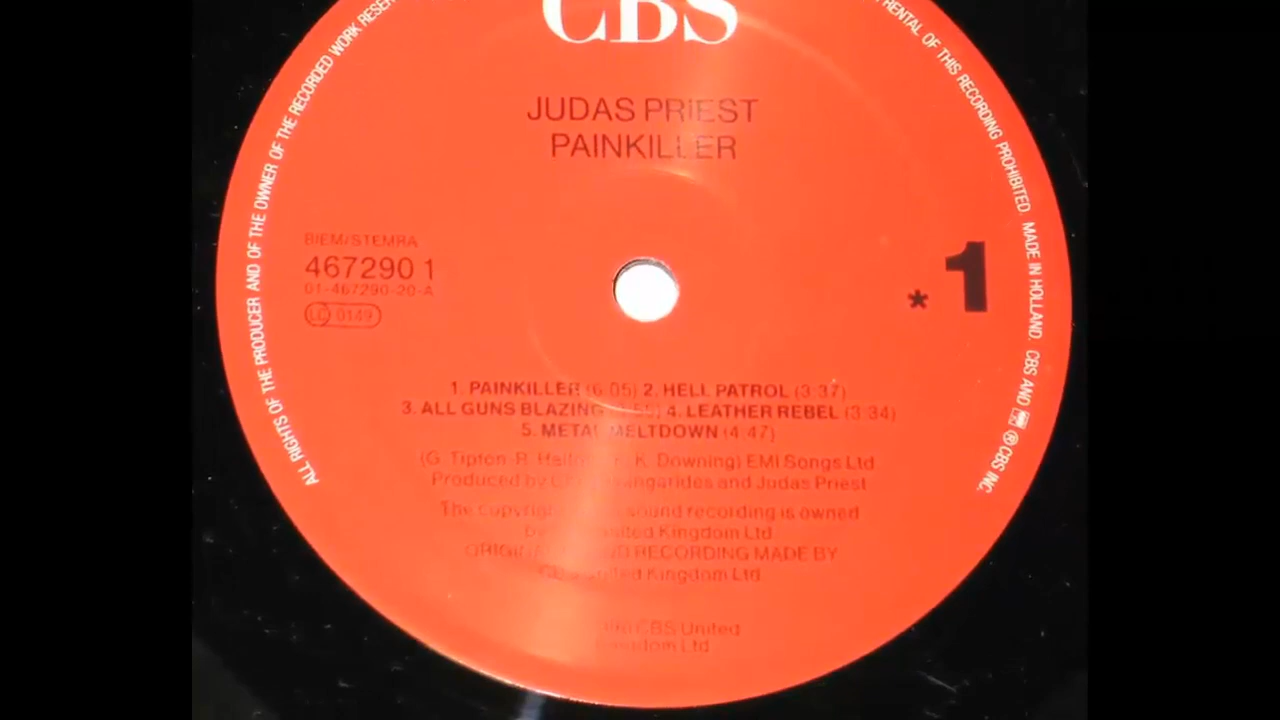 CBS
JUDAS PRIEST
PAINKILLER
BIEM/STEMRA
467290 1
01-467290-20-A
LC 0149
* 1
1. PAINKILLER (6:05) 2. HELL PATROL (3:37)
3. ALL GUNS BLAZING 4. LEATHER REBEL (3:34)
5. METAL MELTDOWN (4:47)
(G. Tipton-R. K. Downing) EMI Songs Ltd
Produced by and Judas Priest
The sound recording is owned
United Kingdom Ltd
RECORDING MADE BY
United Kingdom Ltd.
CBS United
Kingdom Ltd
ALL RIGHTS OF THE PRODUCER AND OF THE OWNER OF THE RECORDED WORK
RENTAL OF THIS RECORDING PROHIBITED. MADE IN HOLLAND. CBS AND ℗ CBS INC.